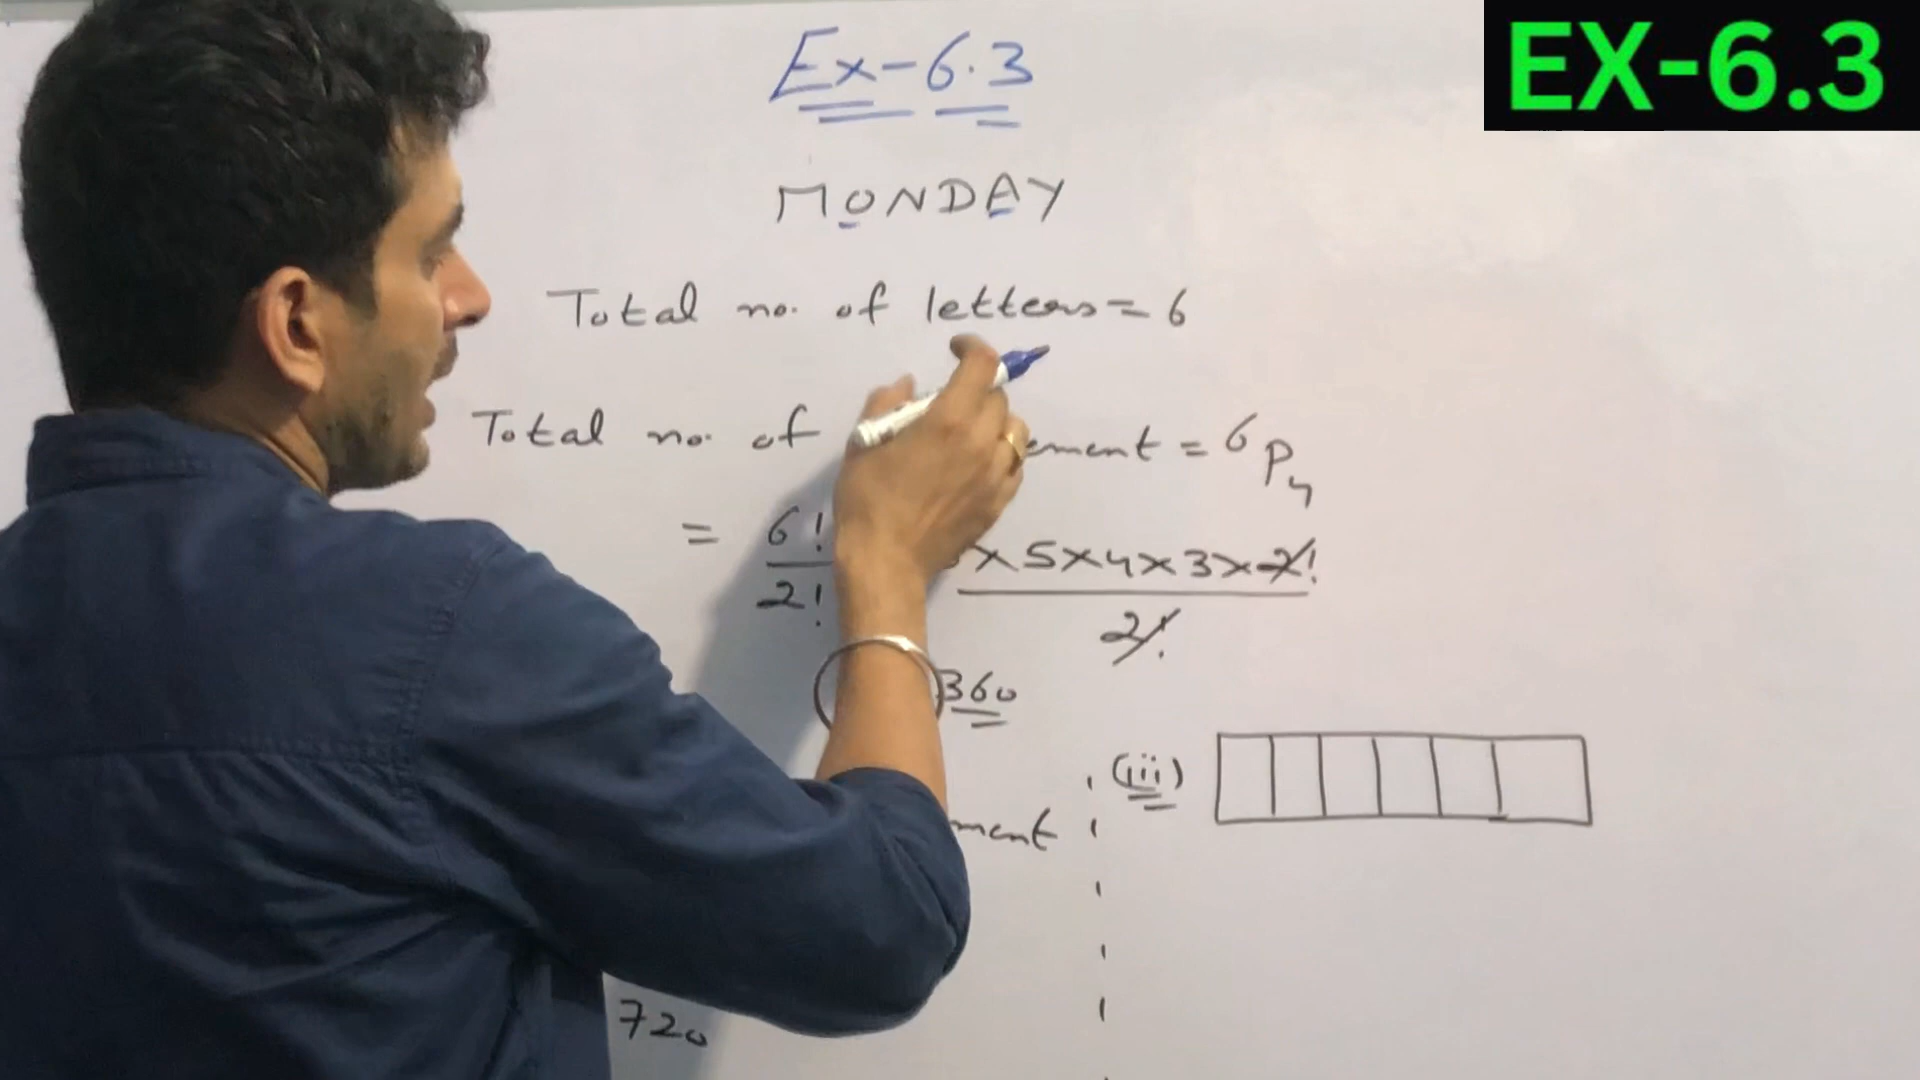 EX-6.3
Ex-6.3
MONDAY
Total no. of letters = 6
Total no. of ement = 6P4
= 6!/2! x 5 x 4 x 3 x 2!/2!
360
(iii)
ment
720